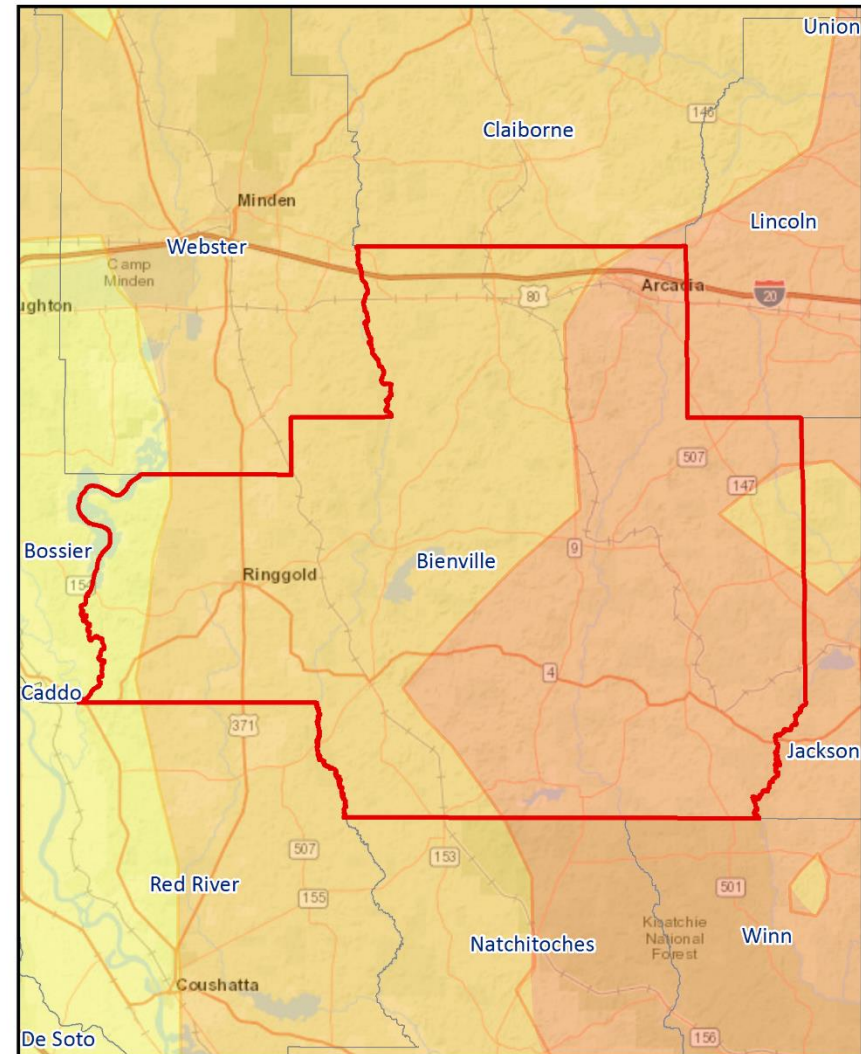 Union
146
Claiborne
Minden
Lincoln
Webster
Camp
Minden
ughton
80
Arcadia
20
507
147
Bossier
154
9
Ringgold
Bienville
4
Caddo
371
Jackson
507
153
Red River
155
501
Natchitoches
Kisatchie
National
Forest
Winn
Coushatta
De Soto
156